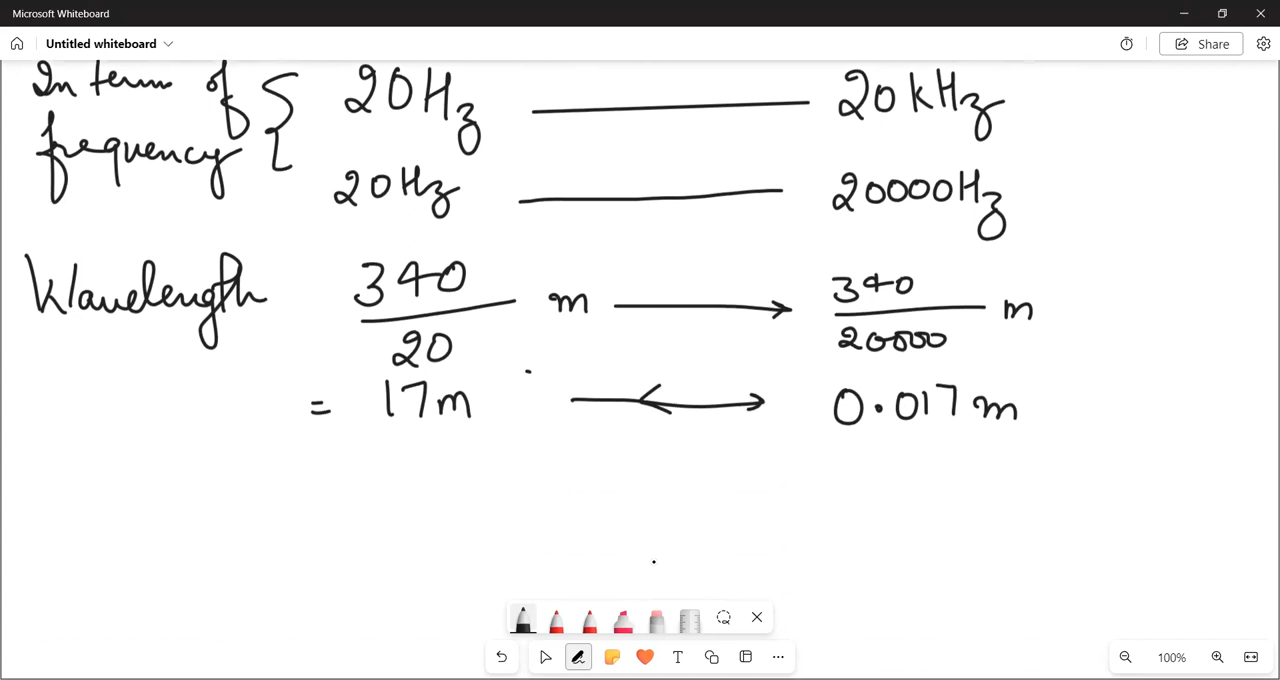 Microsoft Whiteboard
Untitled whiteboard
Share
In term of
frequency
20Hz 20kHz
20Hz 20000Hz
Wavelength 340/20 m 340/20000 m
= 17m 0.017m
T
100%